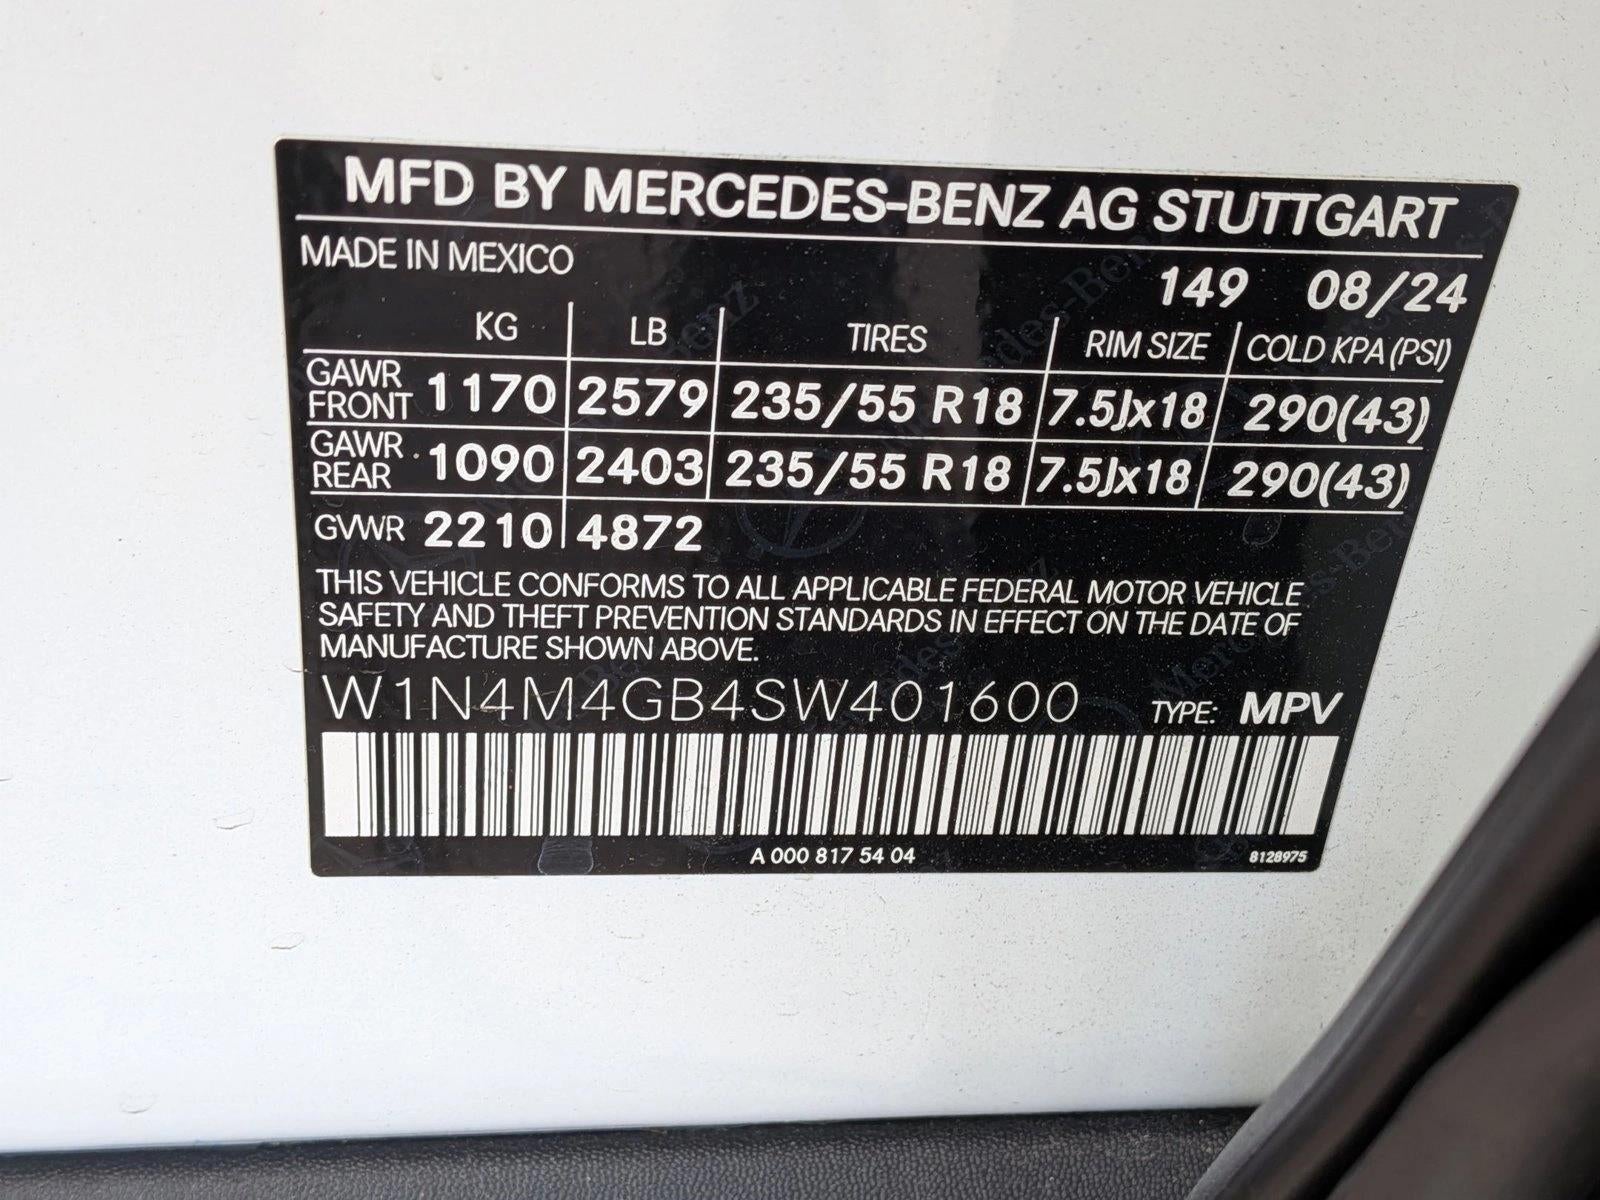 MFD BY MERCEDES-BENZ AG STUTTGART
MADE IN MEXICO
149 08/24
KG LB TIRES RIM SIZE COLD KPA (PSI)
GAWR FRONT 1170 2579 235/55 R18 7.5Jx18 290(43)
GAWR REAR 1090 2403 235/55 R18 7.5Jx18 290(43)
GVWR 2210 4872
THIS VEHICLE CONFORMS TO ALL APPLICABLE FEDERAL MOTOR VEHICLE
SAFETY AND THEFT PREVENTION STANDARDS IN EFFECT ON THE DATE OF
MANUFACTURE SHOWN ABOVE.
W1N4M4GB4SW401600 TYPE: MPV
A 000 817 54 04 8128975